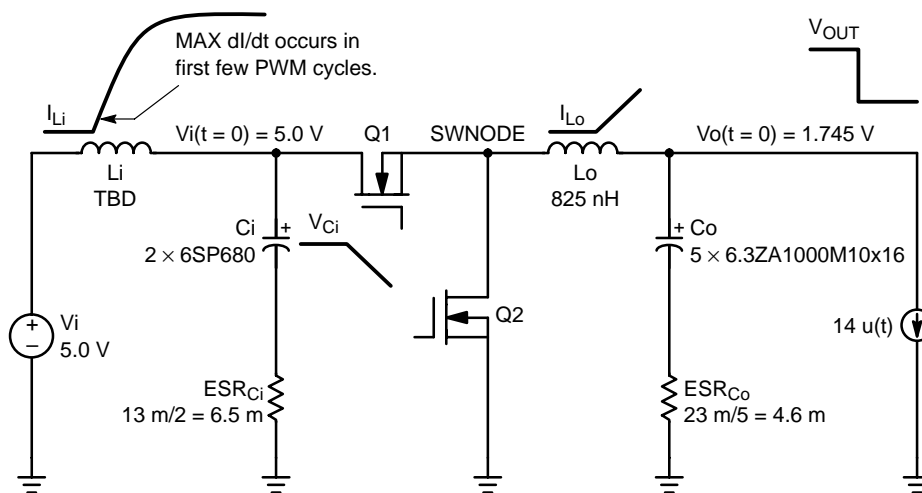 MAX dI/dt occurs in
first few PWM cycles.
V_OUT
I_Li
Vi(t = 0) = 5.0 V
Q1
SWNODE
I_Lo
Vo(t = 0) = 1.745 V
Li
TBD
Lo
825 nH
Ci
+
2 × 6SP680
V_Ci
+
Co
5 × 6.3ZA1000M10x16
Q2
Vi
5.0 V
+
−
14 u(t)
ESR_Ci
13 m/2 = 6.5 m
ESR_Co
23 m/5 = 4.6 m